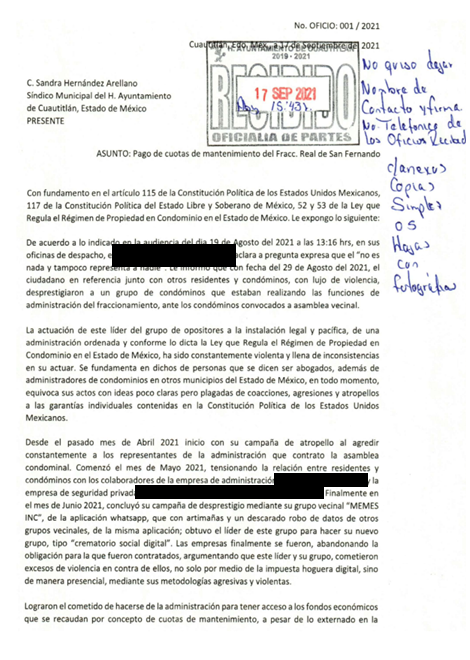 No. OFICIO: 001 / 2021
Cuautitlán, Edo. Méx., a 17 de Septiembre del 2021
H. AYUNTAMIENTO DE CUAUTITLÁN
2019 - 2021
RECIBIDO
17 SEP 2021
15:43
OFICIALIA DE PARTES
No quiso dejar
Nombre de
Contacto y firma
No. Telefonico de
los Oficios
c/anexos
Copias
Simples
05
Hojas
con
fotografias
C. Sandra Hernández Arellano
Síndico Municipal del H. Ayuntamiento
de Cuautitlán, Estado de México
PRESENTE
ASUNTO: Pago de cuotas de mantenimiento del Fracc. Real de San Fernando
Con fundamento en el artículo 115 de la Constitución Política de los Estados Unidos Mexicanos,
117 de la Constitución Política del Estado Libre y Soberano de México, 52 y 53 de la Ley que
Regula el Régimen de Propiedad en Condominio en el Estado de México. Le expongo lo siguiente:
De acuerdo a lo indicado en la audiencia del día 19 de Agosto del 2021 a las 13:16 hrs, en sus
oficinas de despacho, e clara a pregunta expresa que el "no es
nada y tampoco representa a nadie". Le informo que con fecha del 29 de Agosto del 2021, el
ciudadano en referencia junto con otros residentes y condóminos, con lujo de violencia,
desprestigiaron a un grupo de condóminos que estaban realizando las funciones de
administración del fraccionamiento, ante los condóminos convocados a asamblea vecinal.
La actuación de este líder del grupo de opositores a la instalación legal y pacífica, de una
administración ordenada y conforme lo dicta la Ley que Regula el Régimen de Propiedad en
Condominio en el Estado de México, ha sido constantemente violenta y llena de inconsistencias
en su actuar. Se fundamenta en dichos de personas que se dicen ser abogados, además de
administradores de condominios en otros municipios del Estado de México, en todo momento,
equivoca sus actos con ideas poco claras pero plagadas de coacciones, agresiones y atropellos
a las garantías individuales contenidas en la Constitución Política de los Estados Unidos
Mexicanos.
Desde el pasado mes de Abril 2021 inicio con su campaña de atropello al agredir
constantemente a los representantes de la administración que contrato la asamblea
condominal. Comenzó el mes de Mayo 2021, tensionando la relación entre residentes y
condóminos con los colaboradores de la empresa de administración y la
empresa de seguridad privada Finalmente en
el mes de Junio 2021, concluyó su campaña de desprestigio mediante su grupo vecinal "MEMES
INC", de la aplicación whatsapp, que con artimañas y un descarado robo de datos de otros
grupos vecinales, de la misma aplicación; obtuvo el líder de este grupo para hacer su nuevo
grupo, tipo "crematorio social digital". Las empresas finalmente se fueron, abandonando la
obligación para la que fueron contratados, argumentando que este líder y su grupo, cometieron
excesos de violencia en contra de ellos, no solo por medio de la impuesta hoguera digital, sino
de manera presencial, mediante sus metodologías agresivas y violentas.
Lograron el cometido de hacerse de la administración para tener acceso a los fondos económicos
que se recaudan por concepto de cuotas de mantenimiento, a pesar de lo externado en la